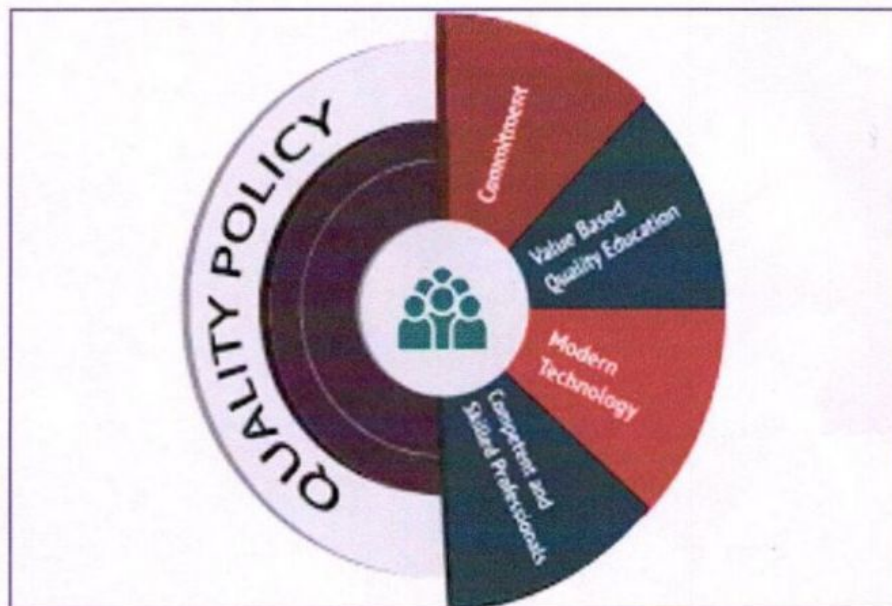 QUALITY POLICY
Commitment
Value Based
Quality Education
Modern
Technology
Competent and
Skilled Professionals